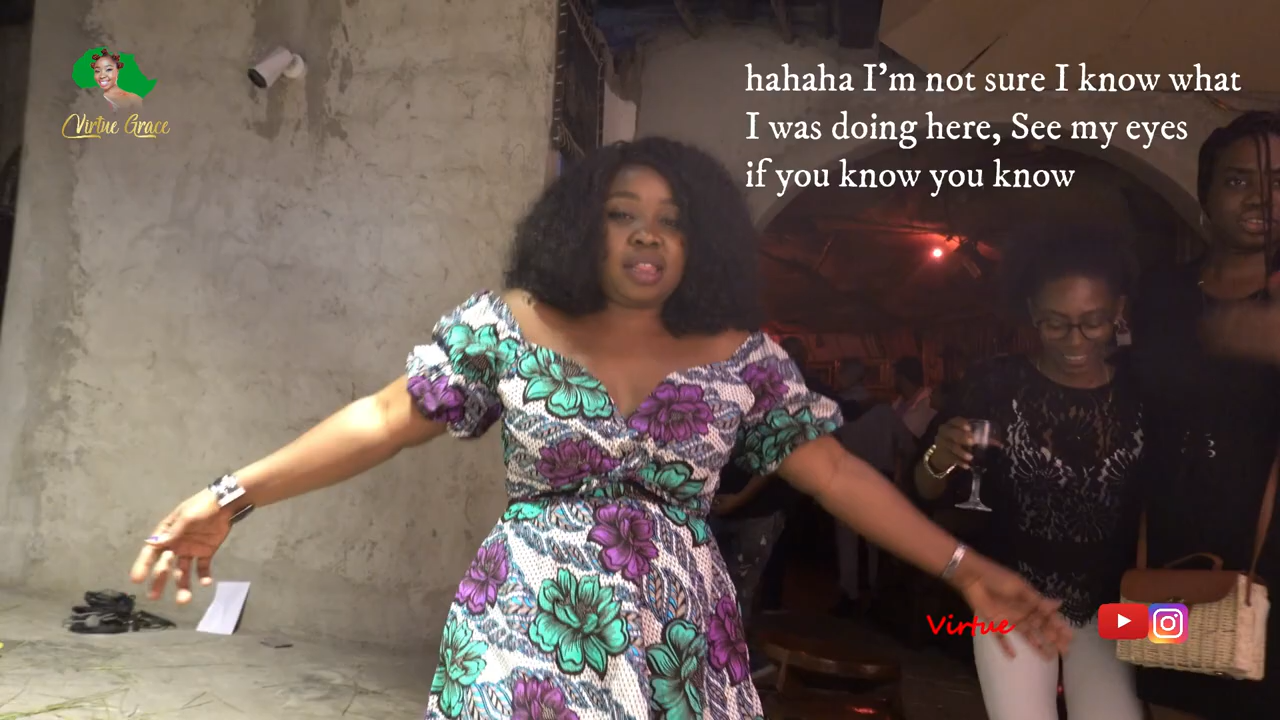 Virtue Grace
hahaha I'm not sure I know what
I was doing here, See my eyes
if you know you know
Virtue